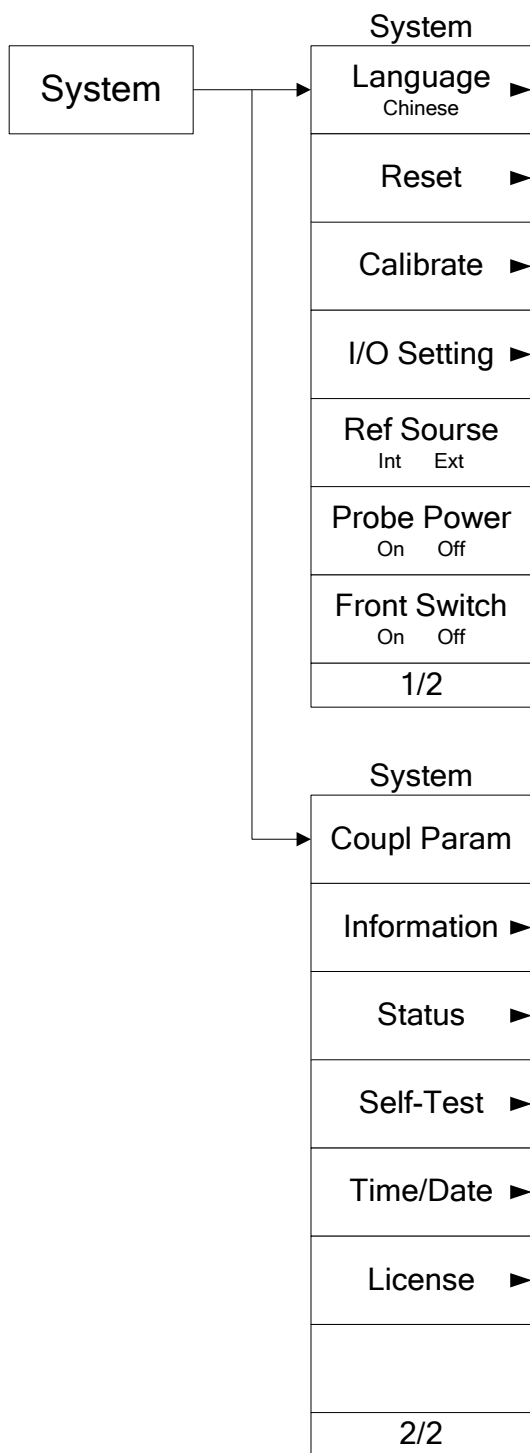 System
System
Language
Chinese
Reset
Calibrate
I/O Setting
Ref Sourse
Int Ext
Probe Power
On Off
Front Switch
On Off
1/2
System
Coupl Param
Information
Status
Self-Test
Time/Date
License
2/2